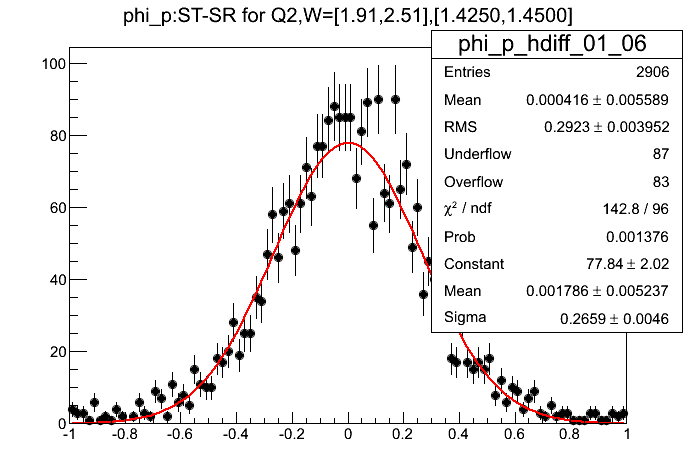 phi_p:ST-SR for Q2,W=[1.91,2.51],[1.4250,1.4500]
phi_p_hdiff_01_06
Entries 2906
Mean 0.000416 ± 0.005589
RMS 0.2923 ± 0.003952
Underflow 87
Overflow 83
χ² / ndf 142.8 / 96
Prob 0.001376
Constant 77.84 ± 2.02
Mean 0.001786 ± 0.005237
Sigma 0.2659 ± 0.0046
100
80
60
40
20
0
-1 -0.8 -0.6 -0.4 -0.2 0 0.2 0.4 0.6 0.8 1